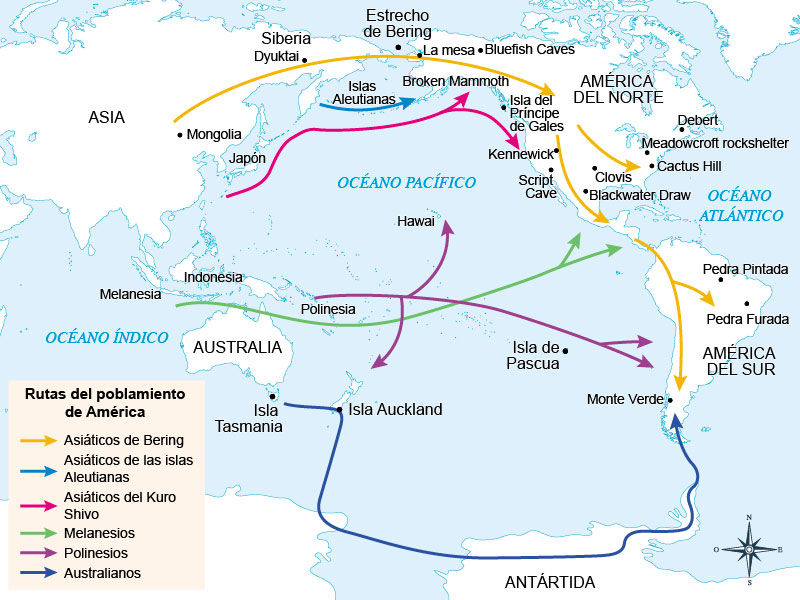 Estrecho
de Bering
Siberia
Dyuktai
La mesa
Bluefish Caves
Islas
Aleutianas
Broken Mammoth
AMÉRICA
DEL NORTE
ASIA
Isla del
Príncipe
de Gales
Debert
Mongolia
Meadowcroft rockshelter
Japón
Kennewick
Cactus Hill
Clovis
Script
Cave
OCÉANO PACÍFICO
Blackwater Draw
OCÉANO
ATLÁNTICO
Hawai
Indonesia
Pedra Pintada
Melanesia
Polinesia
Pedra Furada
OCÉANO ÍNDICO
AUSTRALIA
Isla de
Pascua
AMÉRICA
DEL SUR
Monte Verde
Isla
Tasmania
Isla Auckland
Rutas del poblamiento
de América
Asiáticos de Bering
Asiáticos de las islas
Aleutianas
Asiáticos del Kuro
Shivo
Melanesios
Polinesios
Australianos
N
O
E
S
ANTÁRTIDA